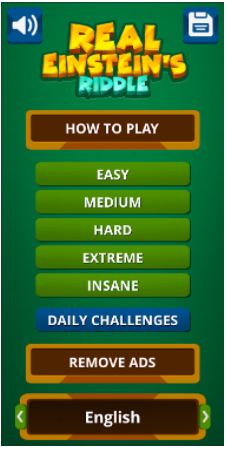 REAL
EINSTEIN'S
RIDDLE
HOW TO PLAY
EASY
MEDIUM
HARD
EXTREME
INSANE
DAILY CHALLENGES
REMOVE ADS
English